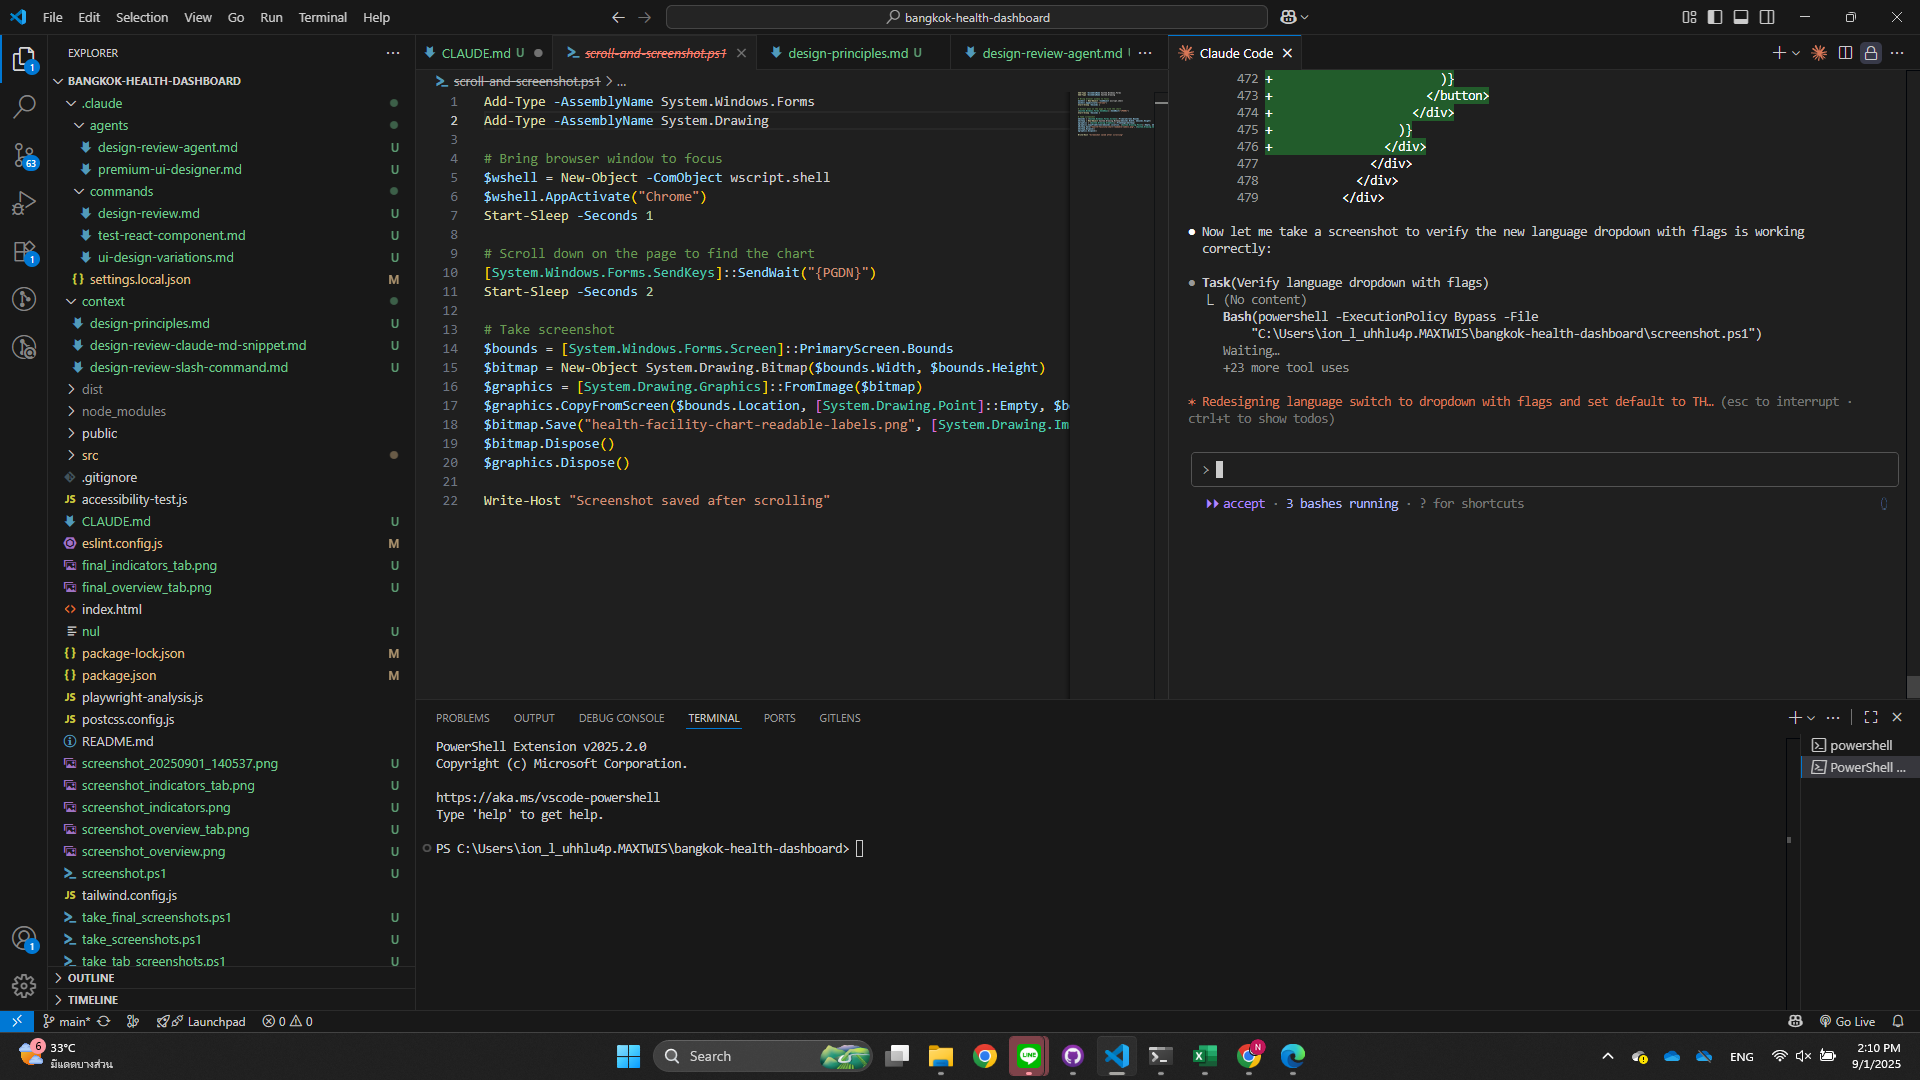 File Edit Selection View Go Run Terminal Help
bangkok-health-dashboard
EXPLORER
BANGKOK-HEALTH-DASHBOARD
.claude
agents
design-review-agent.md U
premium-ui-designer.md U
commands
design-review.md U
test-react-component.md U
ui-design-variations.md U
settings.local.json M
context
design-principles.md U
design-review-claude-md-snippet.md U
design-review-slash-command.md U
dist
node_modules
public
src
.gitignore
accessibility-test.js
CLAUDE.md U
eslint.config.js M
final_indicators_tab.png U
final_overview_tab.png U
index.html
nul U
package-lock.json M
package.json M
playwright-analysis.js
postcss.config.js
README.md
screenshot_20250901_140537.png U
screenshot_indicators_tab.png U
screenshot_indicators.png U
screenshot_overview_tab.png U
screenshot_overview.png U
screenshot.ps1 U
tailwind.config.js
take_final_screenshots.ps1 U
take_screenshots.ps1 U
take_tab_screenshots.ps1 U
OUTLINE
TIMELINE
CLAUDE.md U
scroll-and-screenshot.ps1
design-principles.md U
design-review-agent.md
scroll-and-screenshot.ps1 > ...
1 Add-Type -AssemblyName System.Windows.Forms
2 Add-Type -AssemblyName System.Drawing
3
4 # Bring browser window to focus
5 $wshell = New-Object -ComObject wscript.shell
6 $wshell.AppActivate("Chrome")
7 Start-Sleep -Seconds 1
8
9 # Scroll down on the page to find the chart
10 [System.Windows.Forms.SendKeys]::SendWait("{PGDN}")
11 Start-Sleep -Seconds 2
12
13 # Take screenshot
14 $bounds = [System.Windows.Forms.Screen]::PrimaryScreen.Bounds
15 $bitmap = New-Object System.Drawing.Bitmap($bounds.Width, $bounds.Height)
16 $graphics = [System.Drawing.Graphics]::FromImage($bitmap)
17 $graphics.CopyFromScreen($bounds.Location, [System.Drawing.Point]::Empty, $b
18 $bitmap.Save("health-facility-chart-readable-labels.png", [System.Drawing.Im
19 $bitmap.Dispose()
20 $graphics.Dispose()
21
22 Write-Host "Screenshot saved after scrolling"
Claude Code
472 + )}
473 + </button>
474 + </div>
475 + )}
476 + </div>
477 </div>
478 </div>
479 </div>
● Now let me take a screenshot to verify the new language dropdown with flags is working
correctly:
● Task(Verify language dropdown with flags)
⎿ (No content)
Bash(powershell -ExecutionPolicy Bypass -File
"C:\Users\ion_l_uhhlu4p.MAXTWIS\bangkok-health-dashboard\screenshot.ps1")
Waiting…
+23 more tool uses
* Redesigning language switch to dropdown with flags and set default to TH… (esc to interrupt ·
ctrl+t to show todos)
>
accept · 3 bashes running · ? for shortcuts
PROBLEMS OUTPUT DEBUG CONSOLE TERMINAL PORTS GITLENS
PowerShell Extension v2025.2.0
Copyright (c) Microsoft Corporation.
https://aka.ms/vscode-powershell
Type 'help' to get help.
PS C:\Users\ion_l_uhhlu4p.MAXTWIS\bangkok-health-dashboard>
powershell
PowerShell ...
main* Launchpad 0 0
Go Live
6
33°C
มีแดดบางส่วน
Search
LINE
N
ENG
2:10 PM
9/1/2025
1
63
1
1